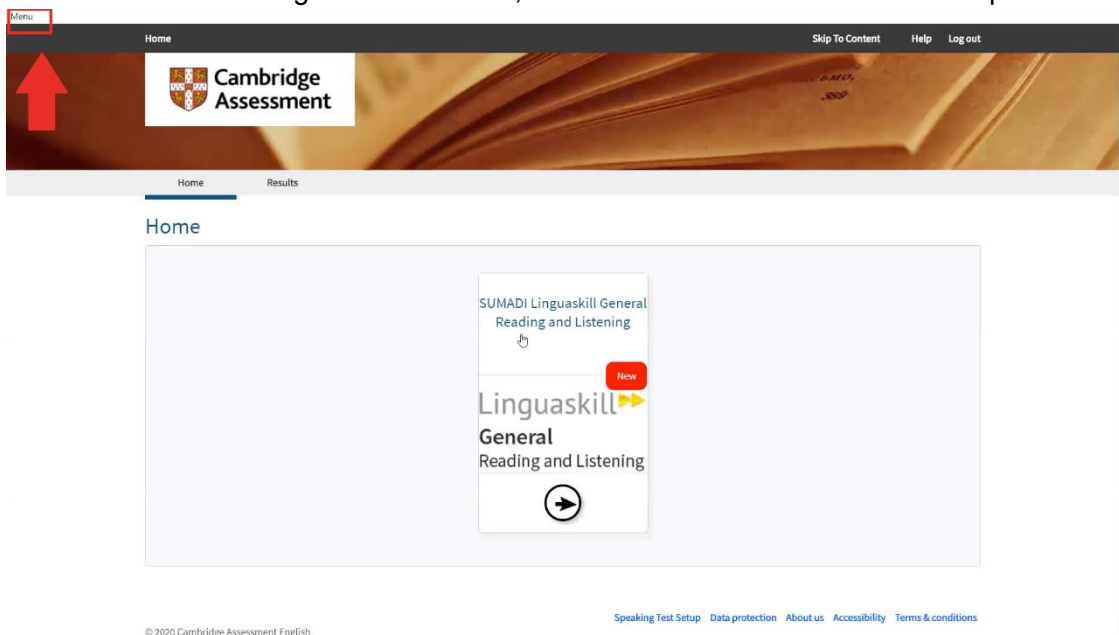 Menu
Home Skip To Content Help Log out
Cambridge
Assessment
389
Home Results
Home
SUMADI Linguaskill General
Reading and Listening
New
Linguaskill
General
Reading and Listening
Speaking Test Setup Data protection About us Accessibility Terms & conditions
© 2020 Cambridge Assessment English